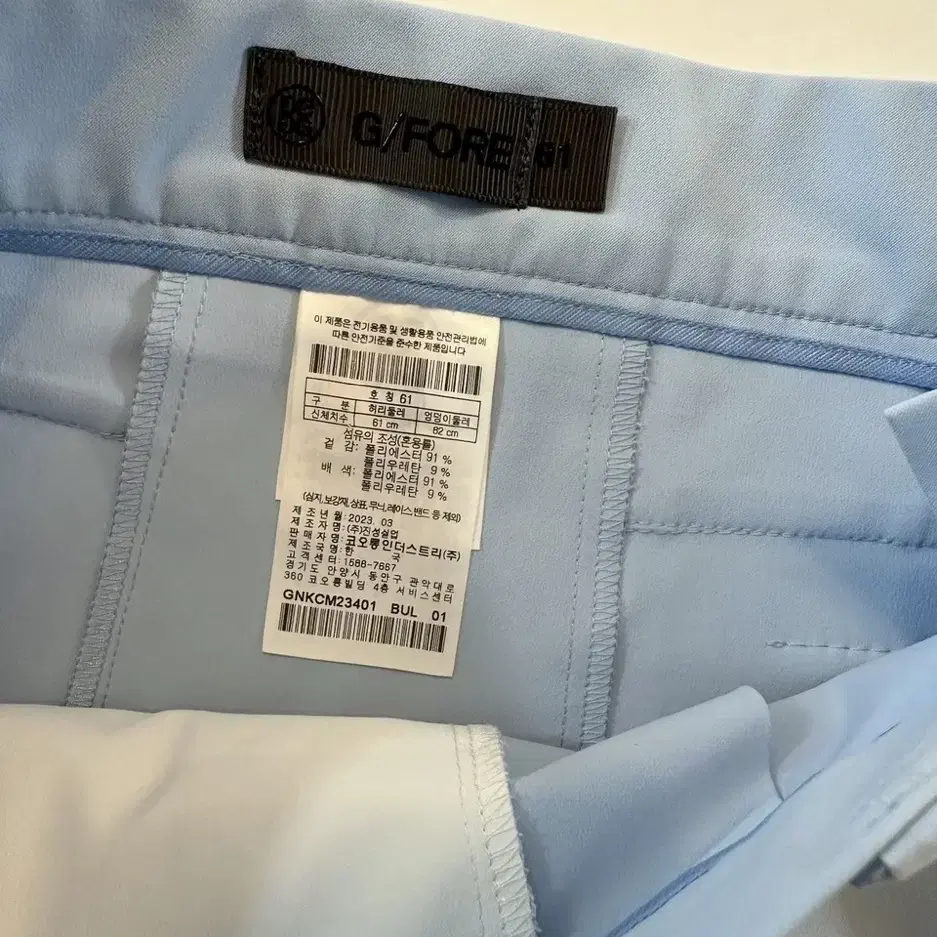 G/FORE 61
이 제품은 전기용품 및 생활용품 안전관리법에
따른 안전기준을 준수한 제품입니다
호 칭 61
구 분 허리둘레 엉덩이둘레
신체치수 61 cm 82 cm
섬유의 조성(혼용률)
겉 감: 폴리에스터 91 %
폴리우레탄 9 %
배 색: 폴리에스터 91 %
폴리우레탄 9 %
(심지,보강재,상표,무늬,레이스밴드 등 제외)
제 조 년 월: 2023. 03
제 조 자 명: (주)진성실업
판 매 자 명: 코오롱인더스트리(주)
제 조 국 명: 한 국
고 객 센 터: 1588-7667
경 기 도 안 양 시 동 안 구 관 악 대 로
360 코 오 롱 빌 딩 4 층 서 비 스 센 터
GNKCM23401 BUL 01